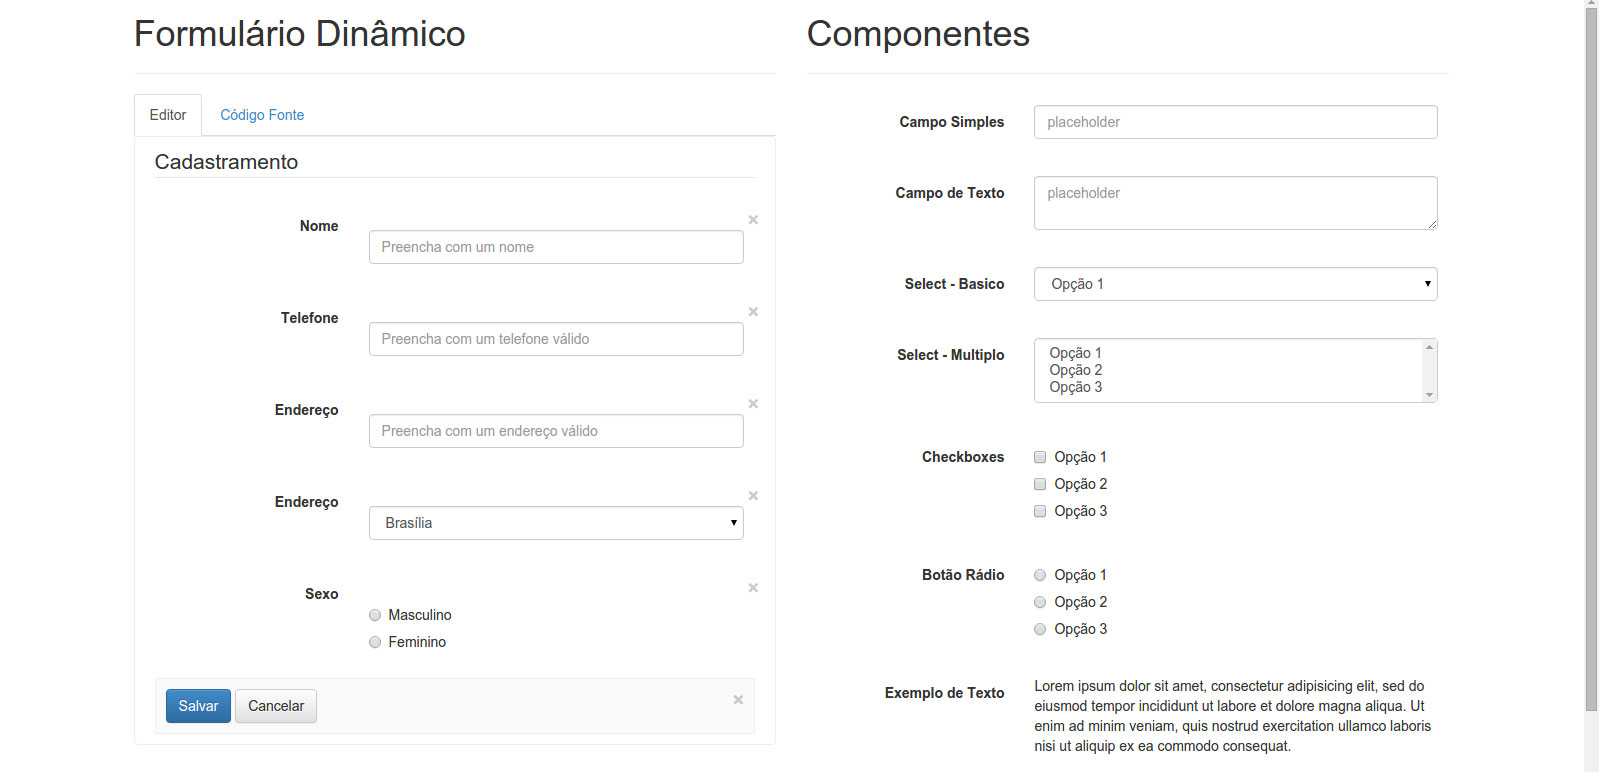 Formulário Dinâmico
Editor
Código Fonte
Cadastramento
Nome
Preencha com um nome
Telefone
Preencha com um telefone válido
Endereço
Preencha com um endereço válido
Endereço
Brasília
Sexo
Masculino
Feminino
Salvar
Cancelar
Componentes
Campo Simples
placeholder
Campo de Texto
placeholder
Select - Basico
Opção 1
Select - Multiplo
Opção 1
Opção 2
Opção 3
Checkboxes
Opção 1
Opção 2
Opção 3
Botão Rádio
Opção 1
Opção 2
Opção 3
Exemplo de Texto
Lorem ipsum dolor sit amet, consectetur adipisicing elit, sed do
eiusmod tempor incididunt ut labore et dolore magna aliqua. Ut
enim ad minim veniam, quis nostrud exercitation ullamco laboris
nisi ut aliquip ex ea commodo consequat.